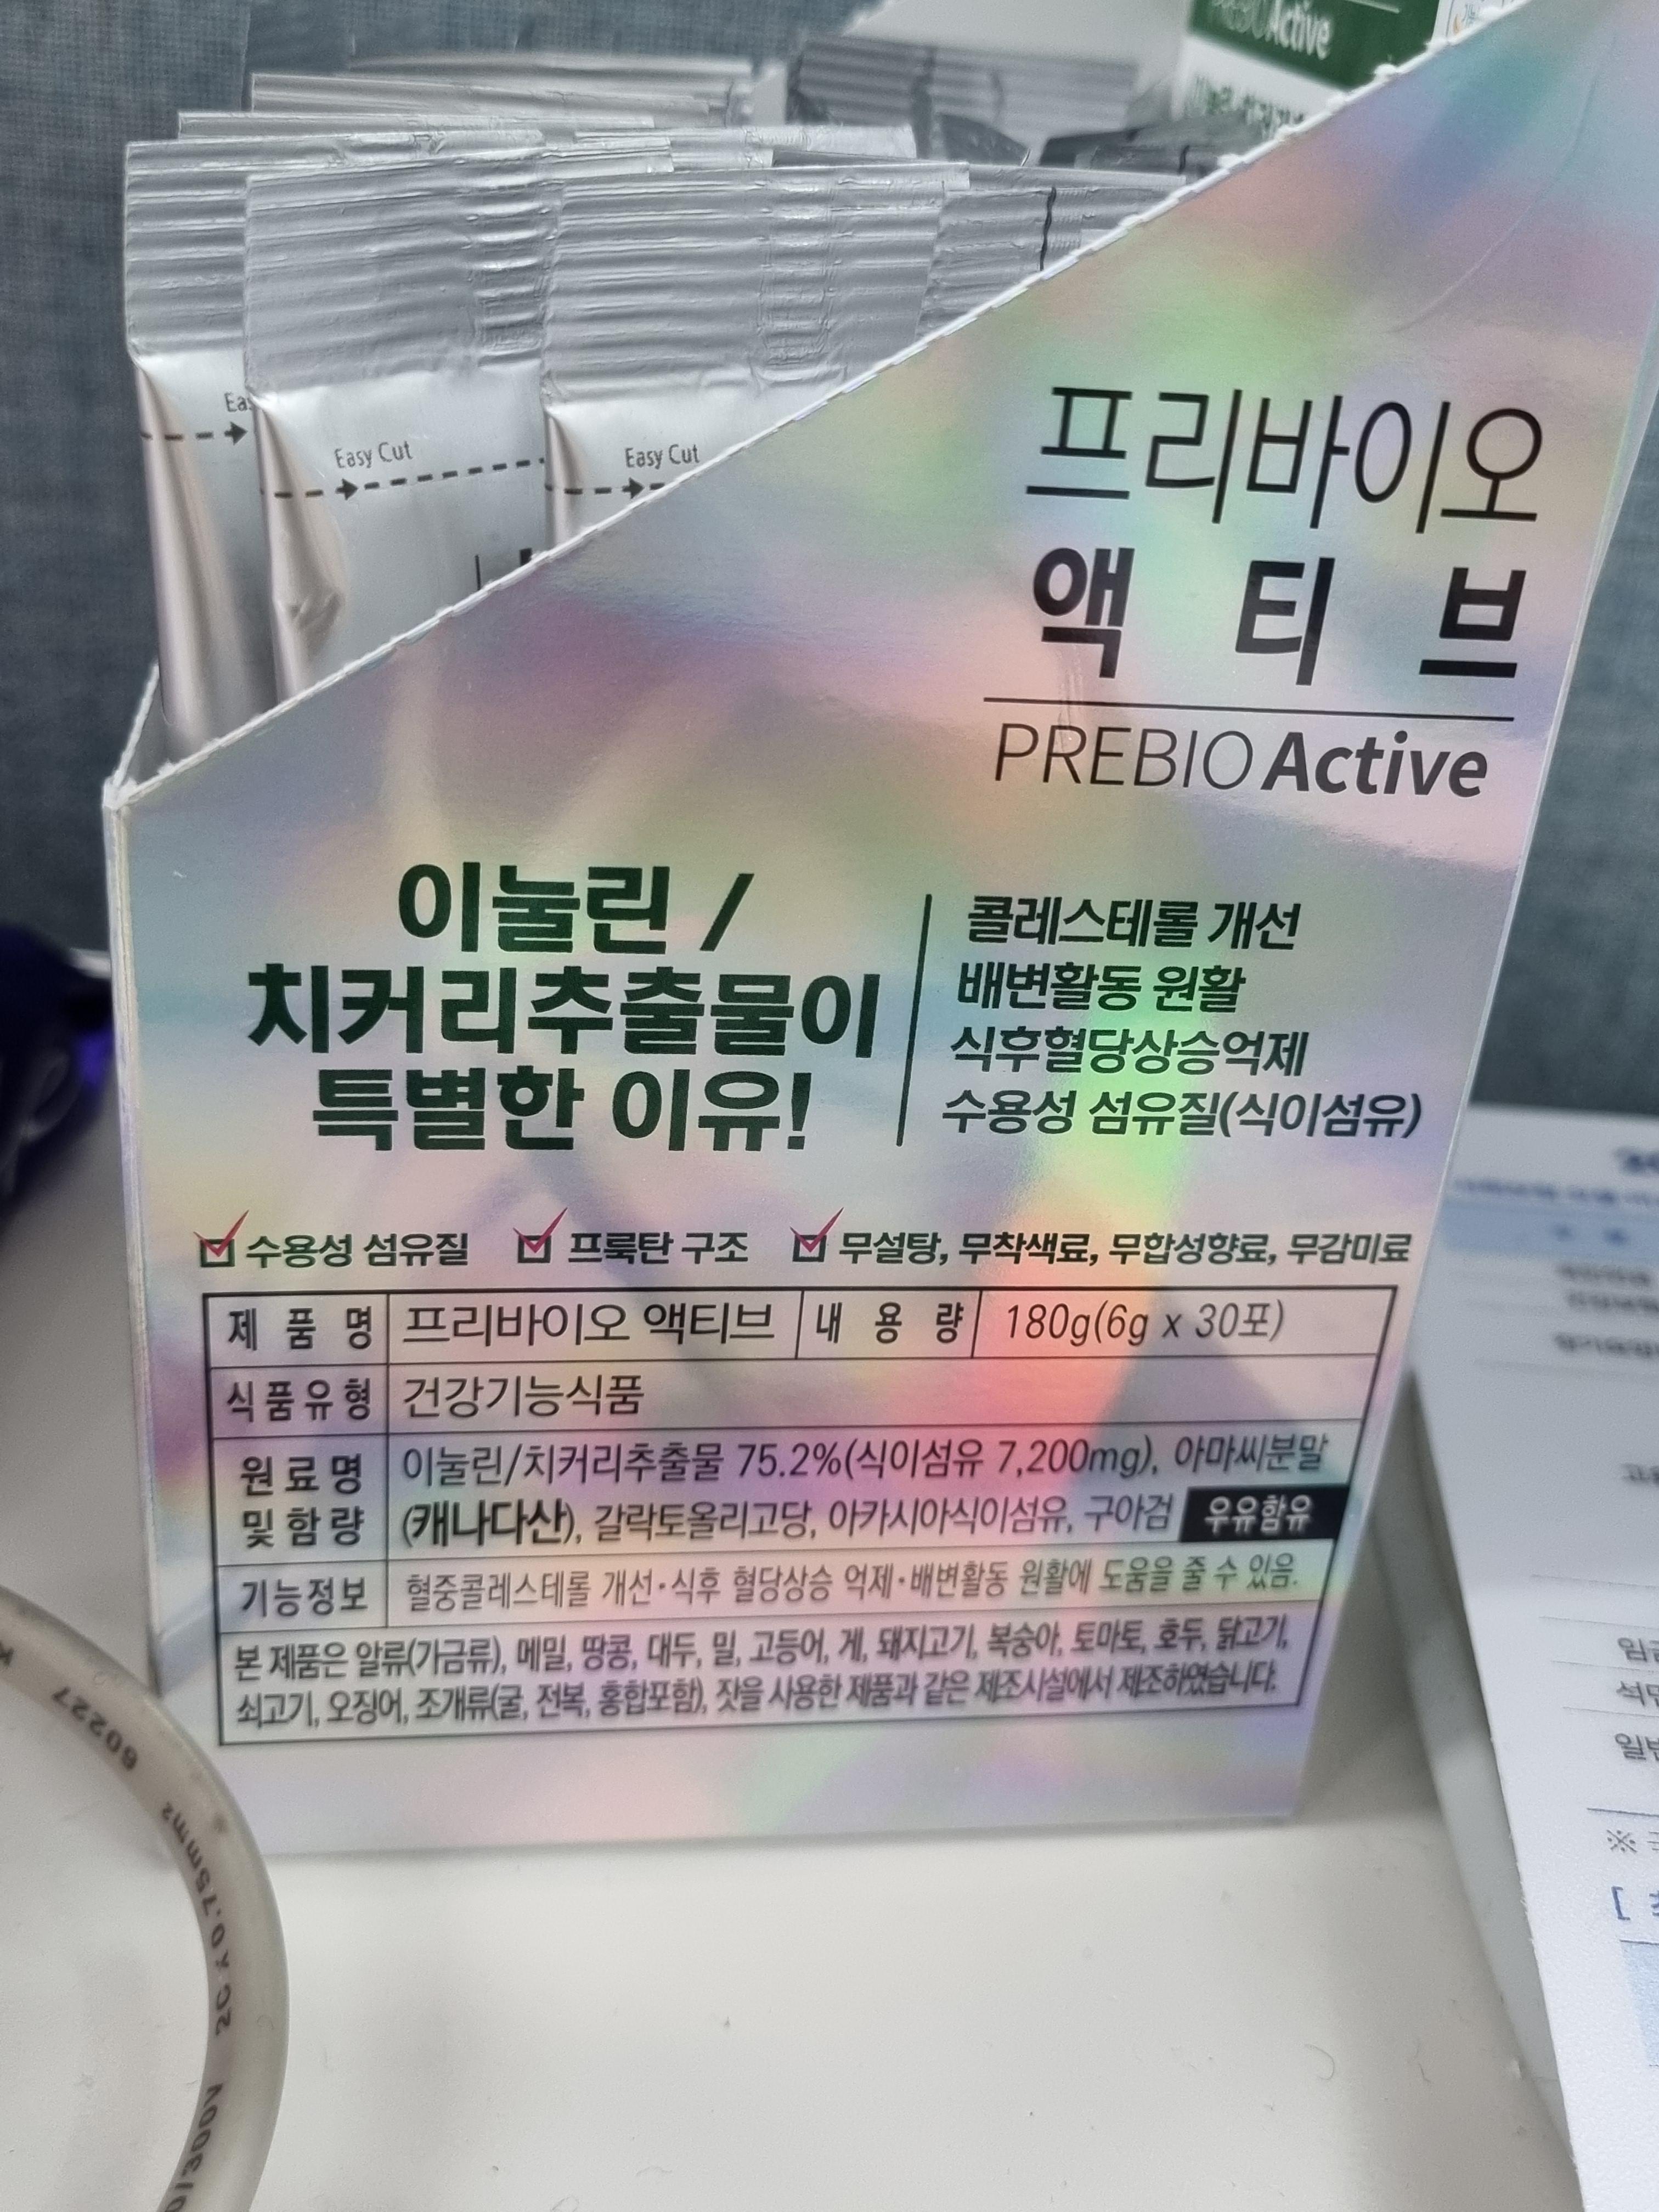 PREBIO Active
Easy Cut
Easy Cut
프리바이오
액티브
PREBIO Active
이눌린 /
치커리추출물이
특별한 이유!
콜레스테롤 개선
배변활동 원활
식후혈당상승억제
수용성 섬유질(식이섬유)
수용성 섬유질 프룩탄 구조 무설탕, 무착색료, 무합성향료, 무감미료
제품명 프리바이오 액티브 내용량 180g(6g x 30포)
식품유형 건강기능식품
원료명 및 함량
이눌린/치커리추출물 75.2%(식이섬유 7,200mg), 아마씨분말
(캐나다산), 갈락토올리고당, 아카시아식이섬유, 구아검 우유함유
기능정보 혈중콜레스테롤 개선·식후 혈당상승 억제·배변활동 원활에 도움을 줄 수 있음.
본 제품은 알류(가금류), 메밀, 땅콩, 대두, 밀, 고등어, 게, 돼지고기, 복숭아, 토마토, 호두, 닭고기,
쇠고기, 오징어, 조개류(굴, 전복, 홍합포함), 잣을 사용한 제품과 같은 제조시설에서 제조하였습니다.
60227
2C x 0.75mm²
/300V